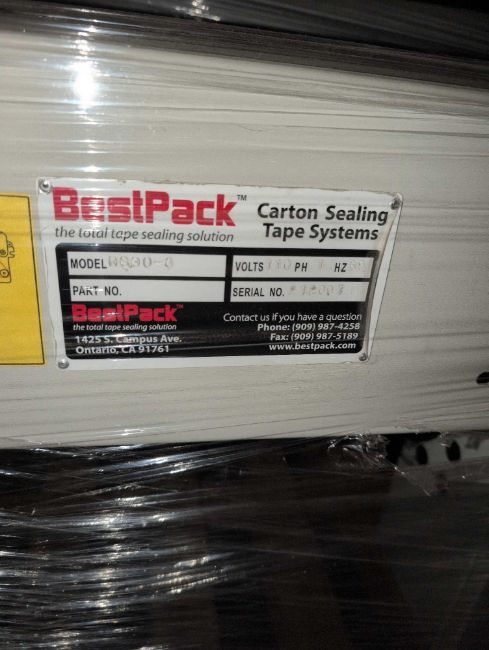 BestPack™
the total tape sealing solution
Carton Sealing
Tape Systems
MODEL
VOLTS 110 PH 1 HZ
PART NO.
SERIAL NO.
BestPack™
the total tape sealing solution
1425 S. Campus Ave.
Ontario, CA 91761
Contact us if you have a question
Phone: (909) 987-4258
Fax: (909) 987-5189
www.bestpack.com